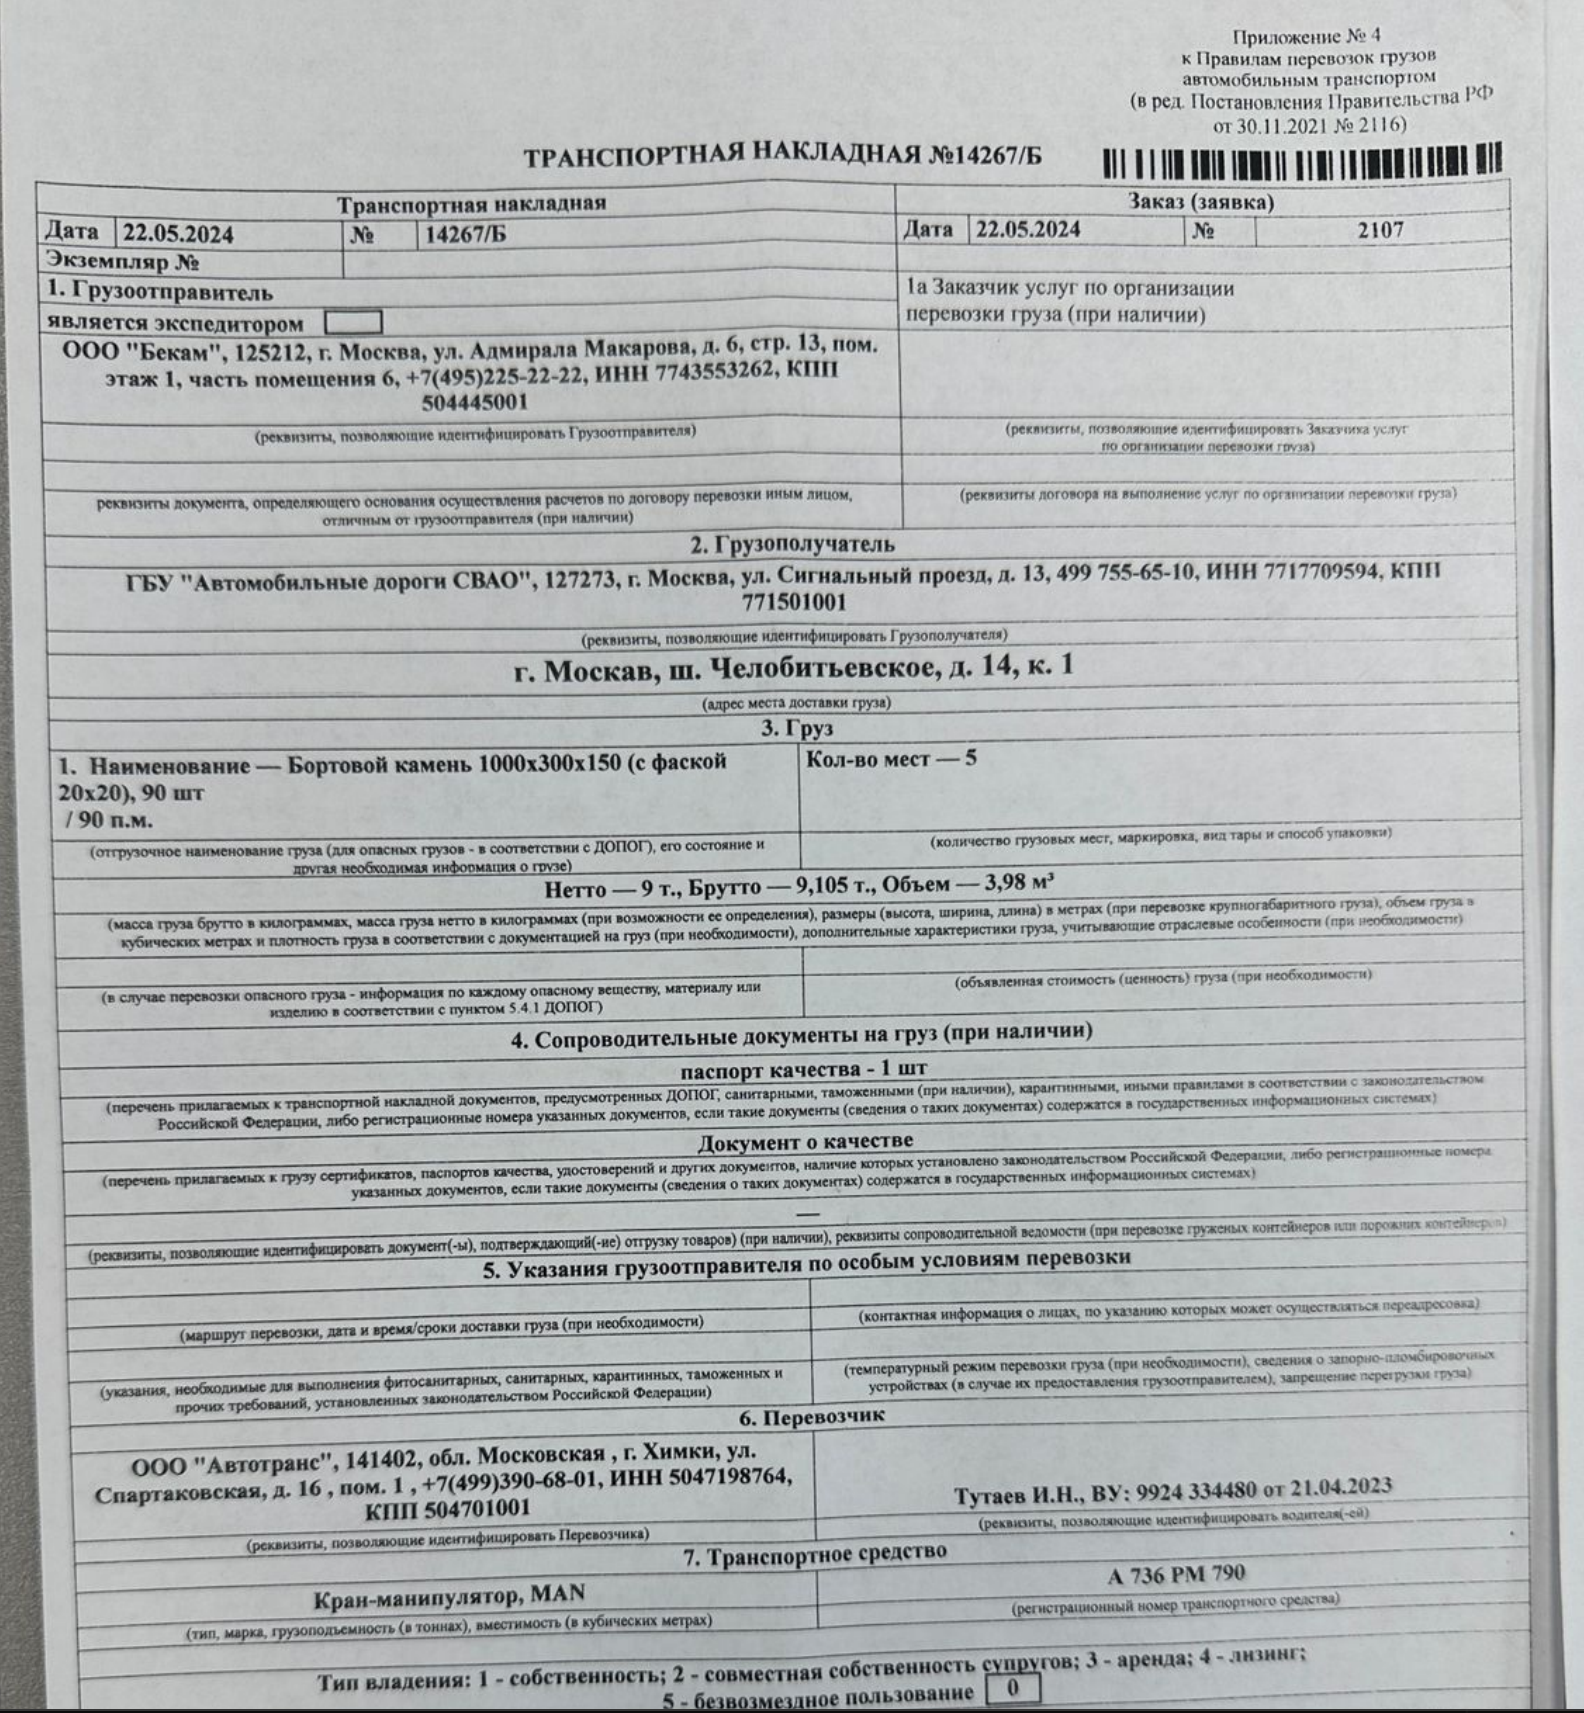 Приложение № 4
к Правилам перевозок грузов
автомобильным транспортом
(в ред. Постановления Правительства РФ
от 30.11.2021 № 2116)
ТРАНСПОРТНАЯ НАКЛАДНАЯ №14267/Б
Транспортная накладная
Заказ (заявка)
Дата 22.05.2024 № 14267/Б
Дата 22.05.2024 № 2107
Экземпляр №
1. Грузоотправитель
является экспедитором
1а Заказчик услуг по организации
перевозки груза (при наличии)
ООО "Бекам", 125212, г. Москва, ул. Адмирала Макарова, д. 6, стр. 13, пом.
этаж 1, часть помещения 6, +7(495)225-22-22, ИНН 7743553262, КПП
504445001
(реквизиты, позволяющие идентифицировать Грузоотправителя)
(реквизиты, позволяющие идентифицировать Заказчика услуг
по организации перевозки груза)
реквизиты документа, определяющего основания осуществления расчетов по договору перевозки иным лицом,
отличным от грузоотправителя (при наличии)
(реквизиты договора на выполнение услуг по организации перевозки груза)
2. Грузополучатель
ГБУ "Автомобильные дороги СВАО", 127273, г. Москва, ул. Сигнальный проезд, д. 13, 499 755-65-10, ИНН 7717709594, КПП
771501001
(реквизиты, позволяющие идентифицировать Грузополучателя)
г. Москав, ш. Челобитьевское, д. 14, к. 1
(адрес места доставки груза)
3. Груз
1. Наименование — Бортовой камень 1000х300х150 (с фаской
20х20), 90 шт
/ 90 п.м.
Кол-во мест — 5
(отгрузочное наименование груза (для опасных грузов - в соответствии с ДОПОГ), его состояние и
другая необходимая информация о грузе)
(количество грузовых мест, маркировка, вид тары и способ упаковки)
Нетто — 9 т., Брутто — 9,105 т., Объем — 3,98 м³
(масса груза брутто в килограммах, масса груза нетто в килограммах (при возможности ее определения), размеры (высота, ширина, длина) в метрах (при перевозке крупногабаритного груза), объем груза в
кубических метрах и плотность груза в соответствии с документацией на груз (при необходимости), дополнительные характеристики груза, учитывающие отраслевые особенности (при необходимости)
(в случае перевозки опасного груза - информация по каждому опасному веществу, материалу или
изделию в соответствии с пунктом 5.4.1 ДОПОГ)
(объявленная стоимость (ценность) груза (при необходимости)
4. Сопроводительные документы на груз (при наличии)
паспорт качества - 1 шт
(перечень прилагаемых к транспортной накладной документов, предусмотренных ДОПОГ, санитарными, таможенными (при наличии), карантинными, иными правилами в соответствии с законодательством
Российской Федерации, либо регистрационные номера указанных документов, если такие документы (сведения о таких документах) содержатся в государственных информационных системах)
Документ о качестве
(перечень прилагаемых к грузу сертификатов, паспортов качества, удостоверений и других документов, наличие которых установлено законодательством Российской Федерации, либо регистрационные номера
указанных документов, если такие документы (сведения о таких документах) содержатся в государственных информационных системах)
—
(реквизиты, позволяющие идентифицировать документ(-ы), подтверждающий(-ие) отгрузку товаров) (при наличии), реквизиты сопроводительной ведомости (при перевозке груженых контейнеров или порожних контейнеров)
5. Указания грузоотправителя по особым условиям перевозки
(маршрут перевозки, дата и время/сроки доставки груза (при необходимости)
(контактная информация о лицах, по указанию которых может осуществляться переадресовка)
(указания, необходимые для выполнения фитосанитарных, санитарных, карантинных, таможенных и
прочих требований, установленных законодательством Российской Федерации)
(температурный режим перевозки груза (при необходимости), сведения о запорно-пломбировочных
устройствах (в случае их предоставления грузоотправителем), запрещение перегрузки груза)
6. Перевозчик
ООО "Автотранс", 141402, обл. Московская , г. Химки, ул.
Спартаковская, д. 16 , пом. 1 , +7(499)390-68-01, ИНН 5047198764,
КПП 504701001
Тутаев И.Н., ВУ: 9924 334480 от 21.04.2023
(реквизиты, позволяющие идентифицировать Перевозчика)
(реквизиты, позволяющие идентифицировать водителя(-ей)
7. Транспортное средство
Кран-манипулятор, MAN
А 736 РМ 790
(тип, марка, грузоподъемность (в тоннах), вместимость (в кубических метрах)
(регистрационный номер транспортного средства)
Тип владения: 1 - собственность; 2 - совместная собственность супругов; 3 - аренда; 4 - лизинг;
5 - безвозмездное пользование 0